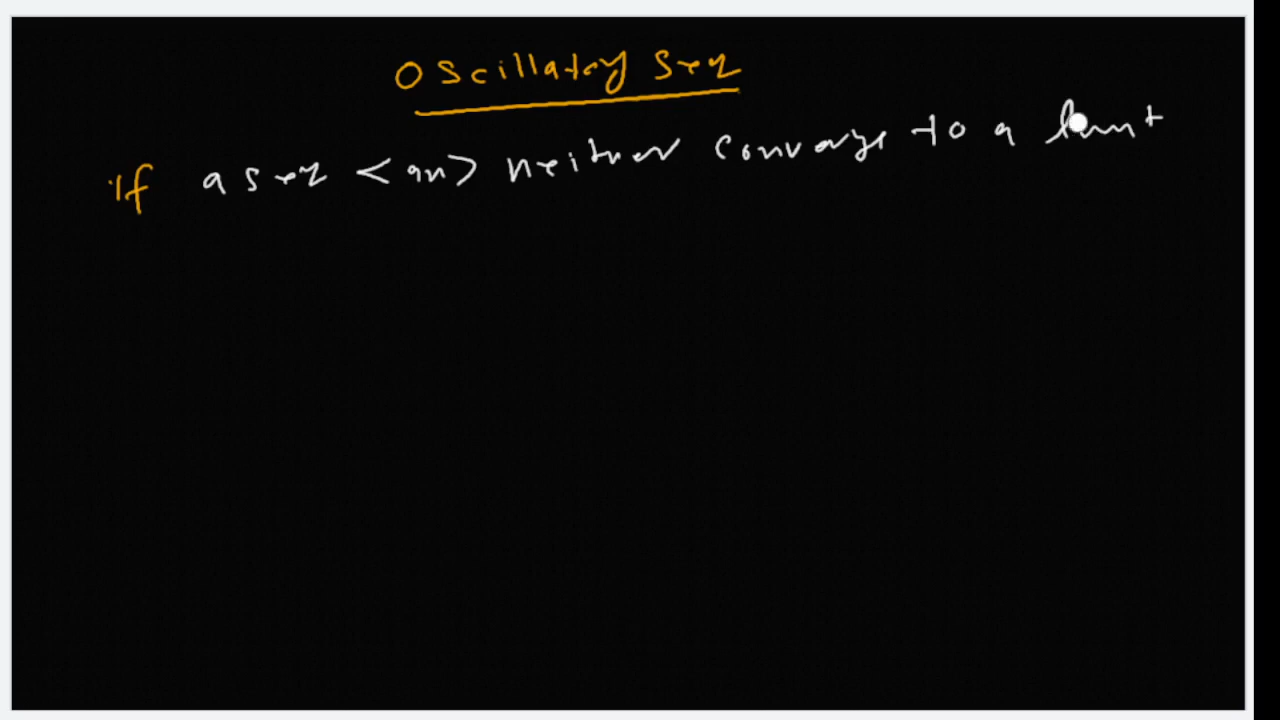 Oscillatory Seq
If a seq <an> neither converge to a limit